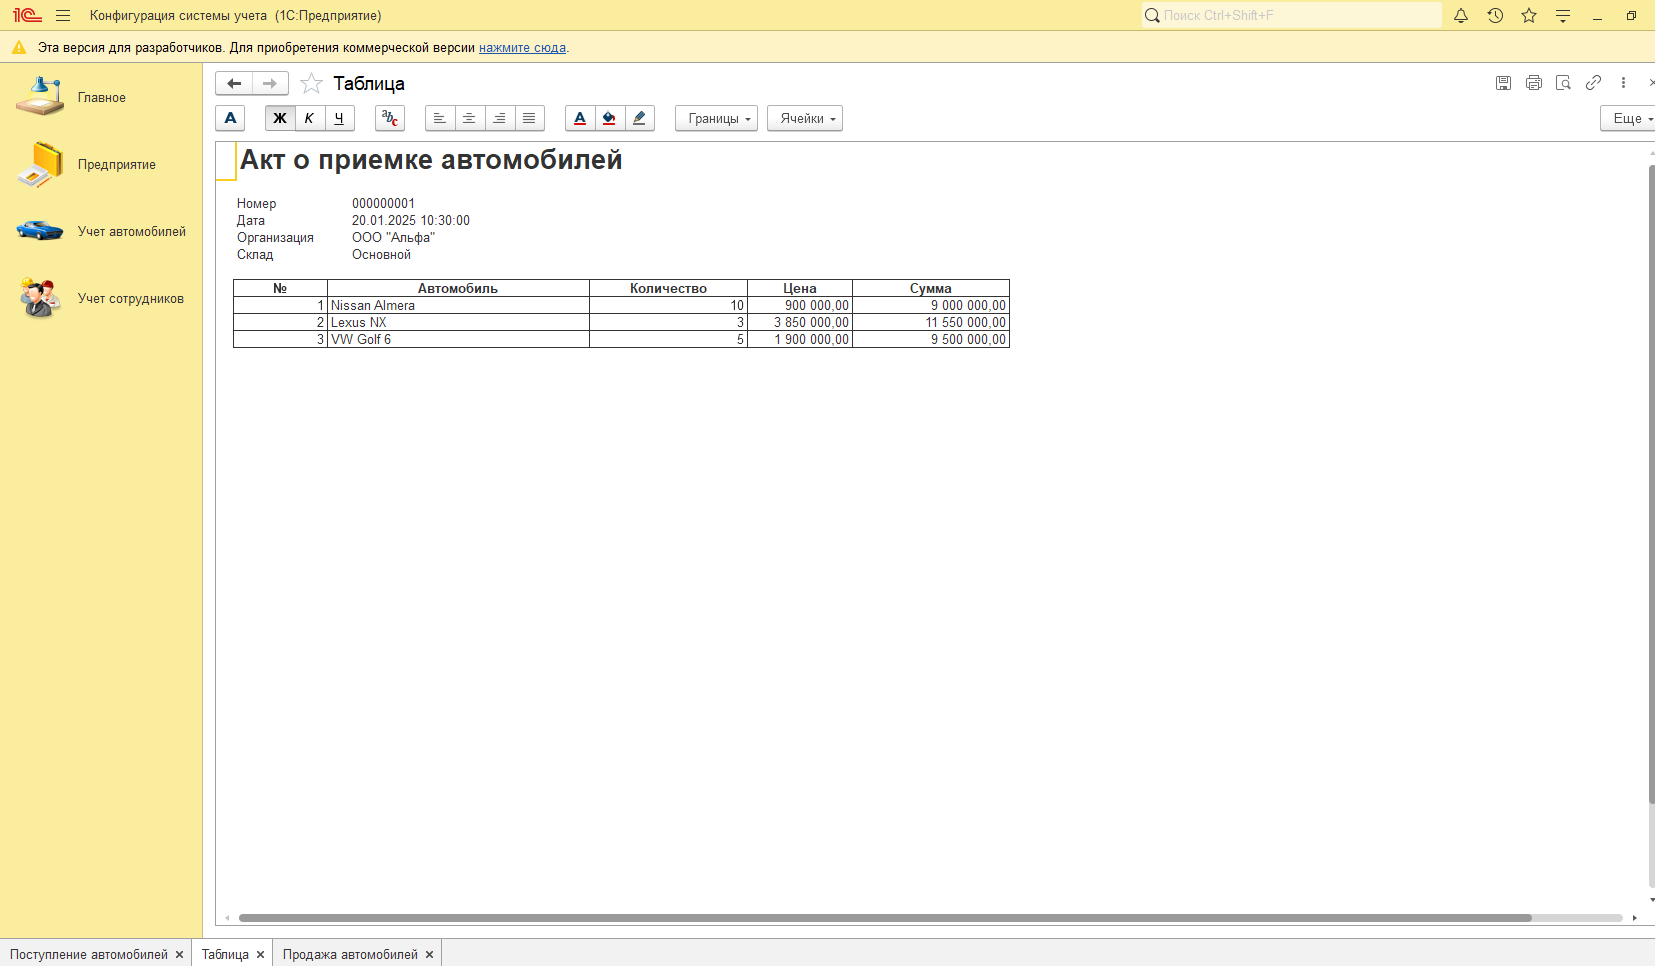 1С Конфигурация системы учета (1С:Предприятие) Поиск Ctrl+Shift+F
Эта версия для разработчиков. Для приобретения коммерческой версии нажмите сюда.
Главное
Предприятие
Учет автомобилей
Учет сотрудников
Таблица
А Ж К Ч abc А Границы Ячейки Еще
Акт о приемке автомобилей
Номер 000000001
Дата 20.01.2025 10:30:00
Организация ООО "Альфа"
Склад Основной
№ Автомобиль Количество Цена Сумма
1 Nissan Almera 10 900 000,00 9 000 000,00
2 Lexus NX 3 3 850 000,00 11 550 000,00
3 VW Golf 6 5 1 900 000,00 9 500 000,00
Поступление автомобилей Таблица Продажа автомобилей